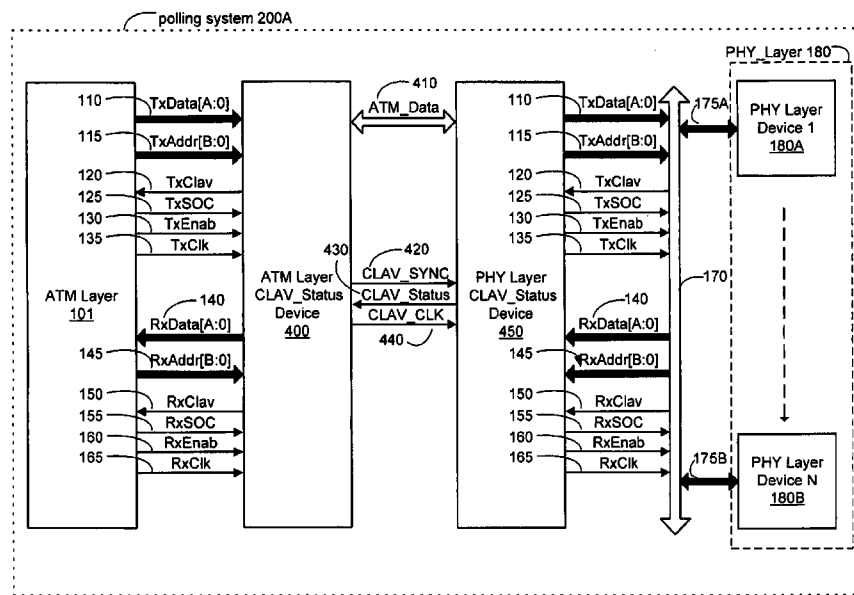 polling system 200A
PHY_Layer 180
110
TxData[A:0]
115
TxAddr[B:0]
120
TxClav
125
TxSOC
130
TxEnab
135
TxClk
ATM Layer
101
140
RxData[A:0]
145
RxAddr[B:0]
150
RxClav
155
RxSOC
160
RxEnab
165
RxClk
ATM Layer
CLAV_Status
Device
400
410
ATM_Data
430
420
CLAV_SYNC
CLAV_Status
CLAV_CLK
440
PHY Layer
CLAV_Status
Device
450
110
TxData[A:0]
115
TxAddr[B:0]
120
TxClav
125
TxSOC
130
TxEnab
135
TxClk
140
RxData[A:0]
145
RxAddr[B:0]
150
RxClav
155
RxSOC
160
RxEnab
165
RxClk
170
175A
PHY Layer
Device 1
180A
175B
PHY Layer
Device N
180B